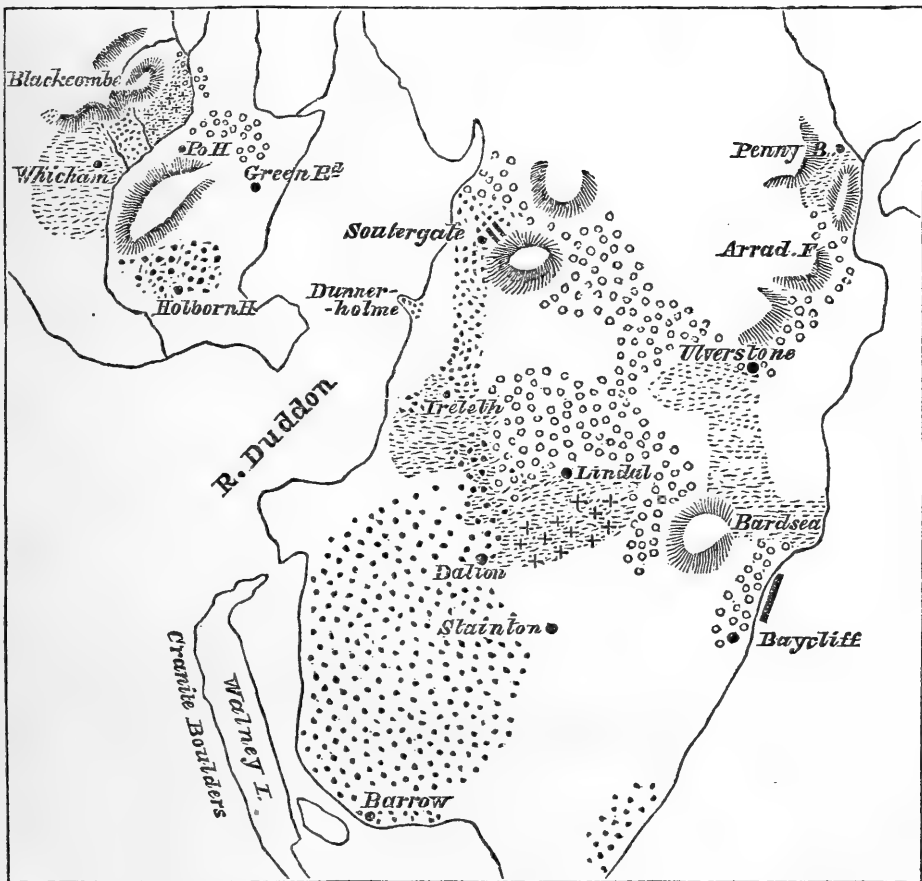 Blackcombe
Whicham
Po.H
Green Rd
Penny B.
Soutergate
Arrad. F.
Dunner-
-holme
Holborn H
Ulverstone
Ireleth
R. Duddon
Lindal
Bardsea
Dalton
Stainton
Baycliff
Walney I.
Granite Boulders
Barrow